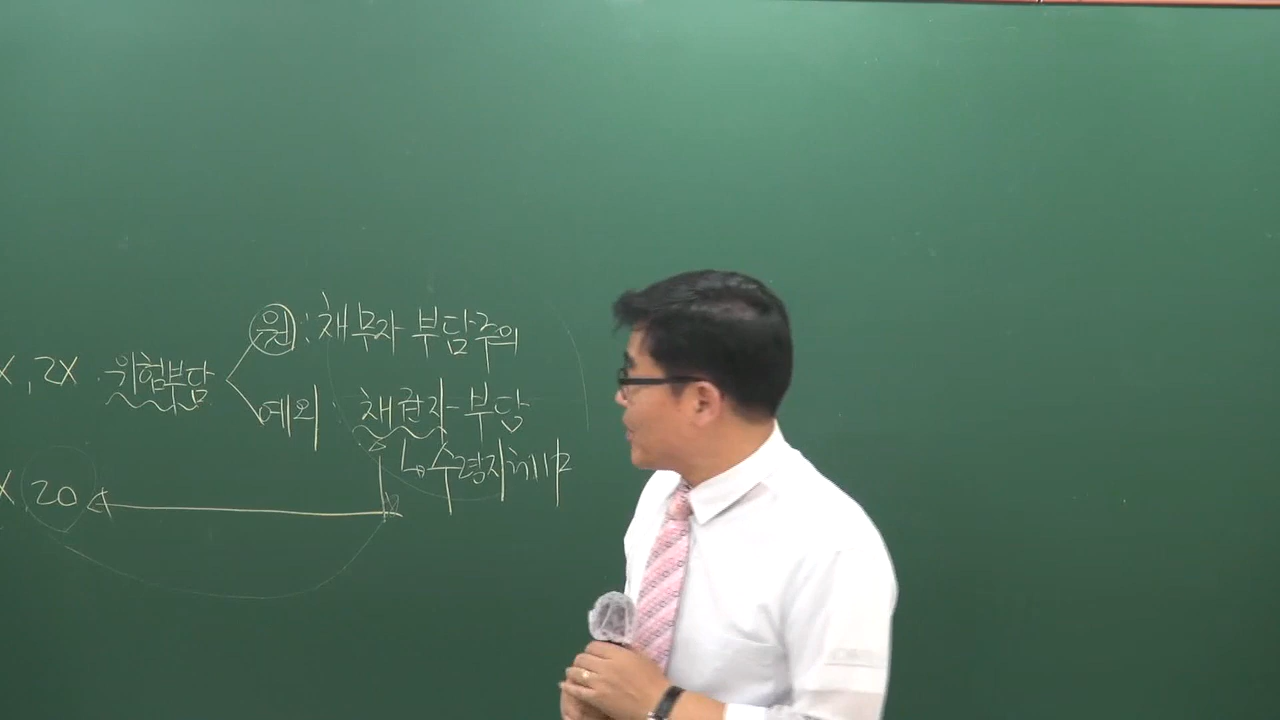 원 : 채무자 부담주의
X , 2X 위험부담
예외 채권자 부담
↳ 수령지체中
X 20